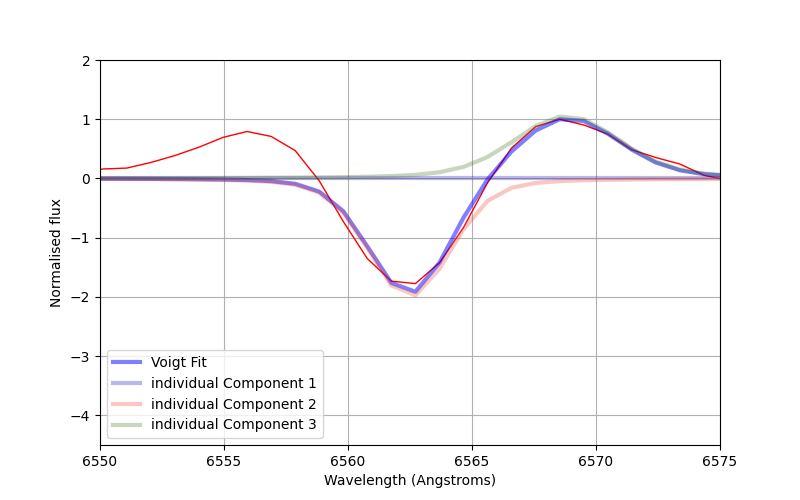 2
1
0
−1
−2
−3
−4
Normalised flux
Voigt Fit
individual Component 1
individual Component 2
individual Component 3
6550 6555 6560 6565 6570 6575
Wavelength (Angstroms)